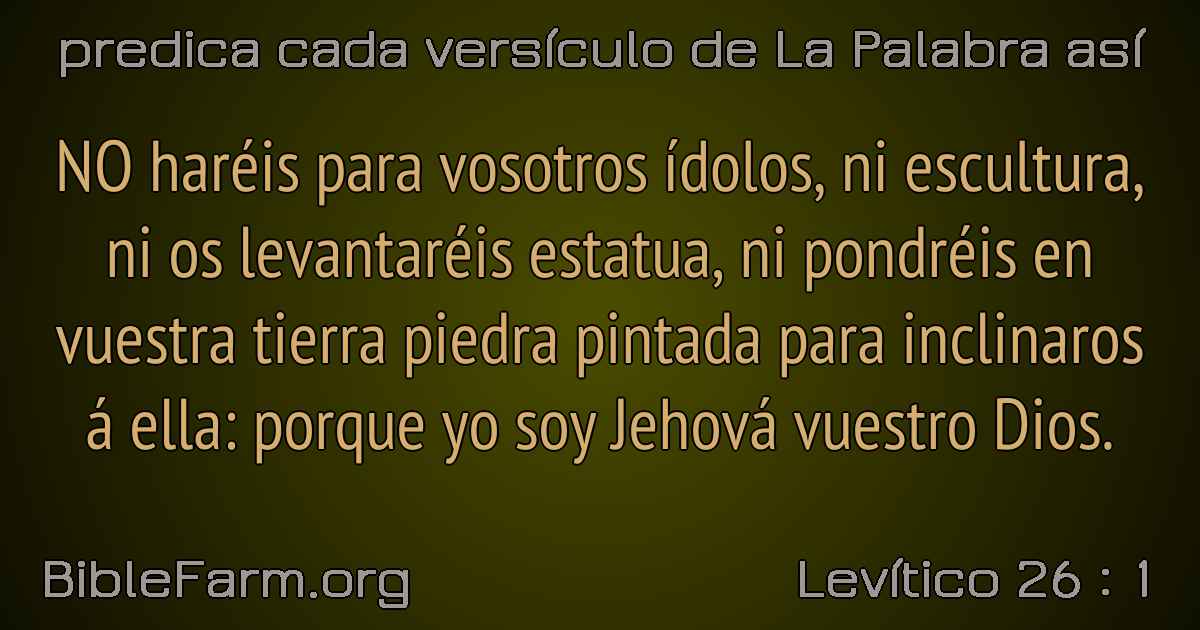 predica cada versículo de La Palabra así
NO haréis para vosotros ídolos, ni escultura,
ni os levantaréis estatua, ni pondréis en
vuestra tierra piedra pintada para inclinaros
á ella: porque yo soy Jehová vuestro Dios.
BibleFarm.org
Levítico 26 : 1